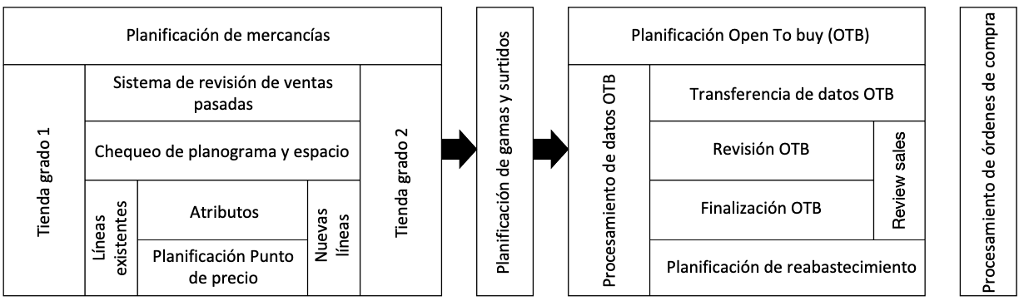 Planificación de mercancías
Tienda grado 1
Sistema de revisión de ventas
pasadas
Chequeo de planograma y espacio
Líneas
existentes
Atributos
Planificación Punto
de precio
Nuevas
líneas
Tienda grado 2
Planificación de gamas y surtidos
Planificación Open To buy (OTB)
Procesamiento de datos OTB
Transferencia de datos OTB
Revisión OTB
Finalización OTB
Review sales
Planificación de reabastecimiento
Procesamiento de órdenes de compra